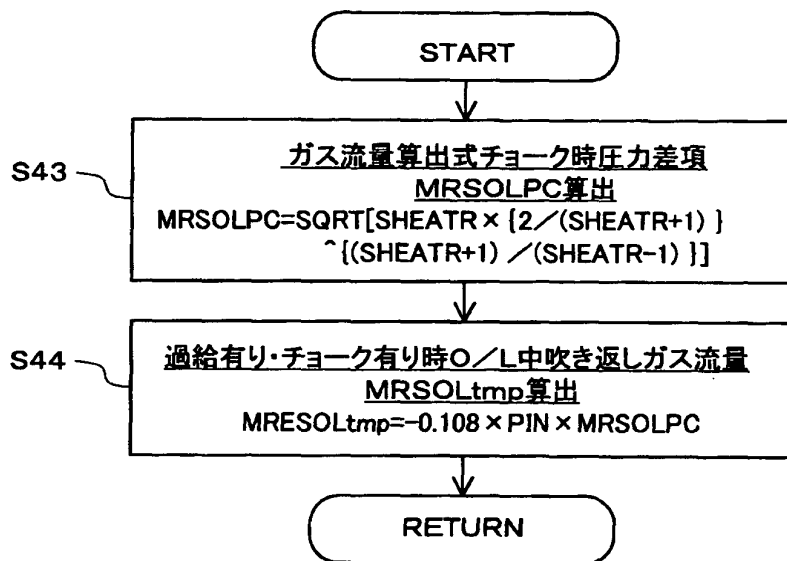 START
S43
ガス流量算出式チョーク時圧力差項
MRSOLPC算出
MRSOLPC=SQRT[SHEATR×{2/(SHEATR+1)}
^{(SHEATR+1)/(SHEATR-1)}]
S44
過給有り・チョーク有り時O/L中吹き返しガス流量
MRSOLtmp算出
MRESOLtmp=-0.108×PIN×MRSOLPC
RETURN